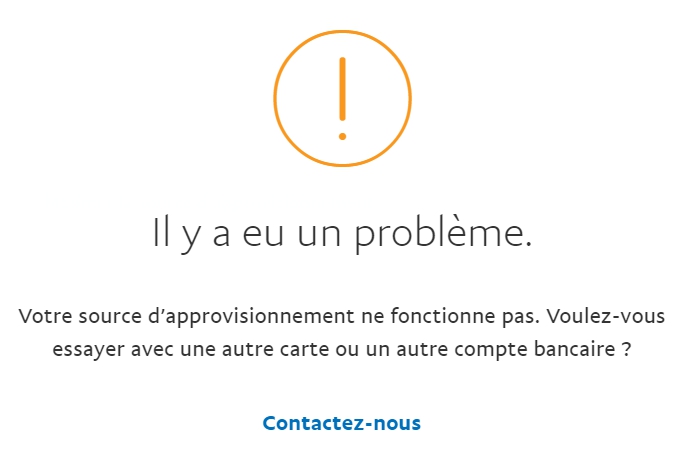 Il y a eu un problème.
Votre source d’approvisionnement ne fonctionne pas. Voulez-vous
essayer avec une autre carte ou un autre compte bancaire ?
Contactez-nous